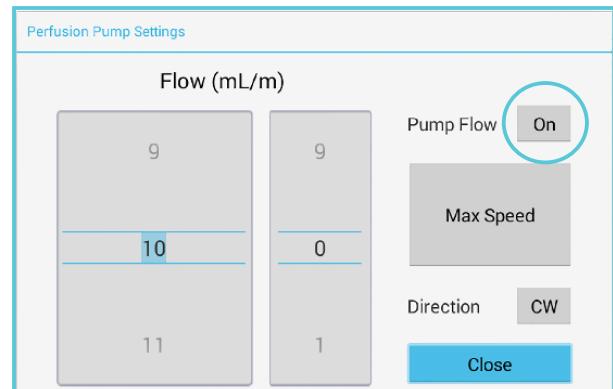 Perfusion Pump Settings
Flow (mL/m)
9 9
10 0
11 1
Pump Flow On
Max Speed
Direction CW
Close